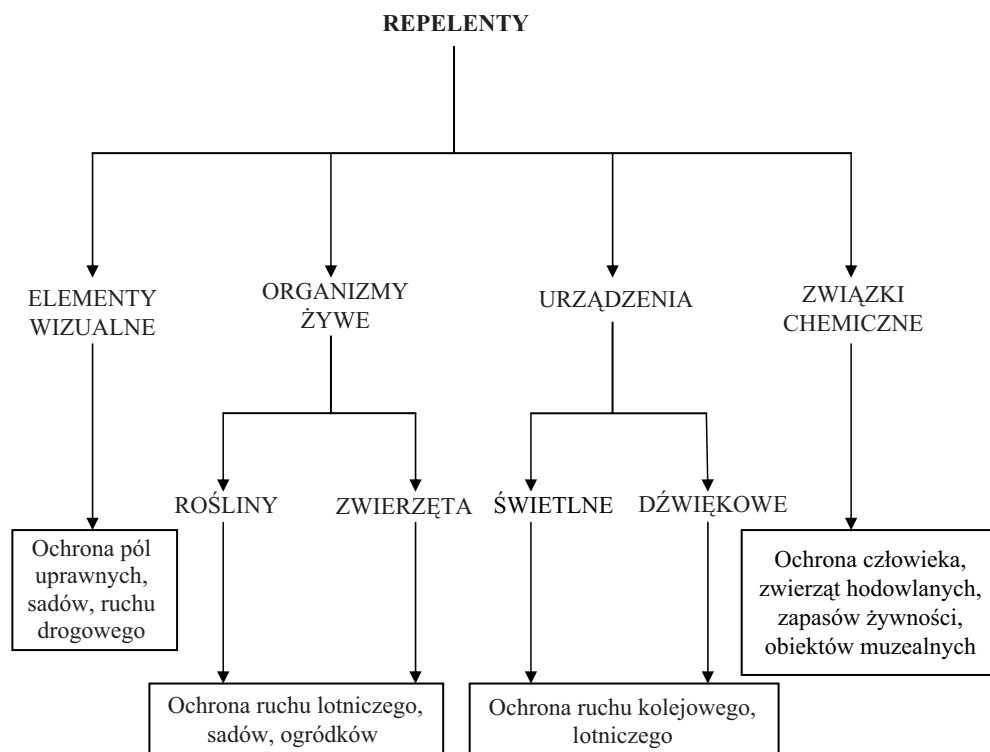 REPELENTY
ELEMENTY
WIZUALNE
ORGANIZMY
ŻYWE
URZĄDZENIA
ZWIĄZKI
CHEMICZNE
ROŚLINY
ZWIERZĘTA
ŚWIETLNE
DŹWIĘKOWE
Ochrona pól
uprawnych,
sadów, ruchu
drogowego
Ochrona człowieka,
zwierząt hodowlanych,
zapasów żywności,
obiektów muzealnych
Ochrona ruchu lotniczego,
sadów, ogródków
Ochrona ruchu kolejowego,
lotniczego